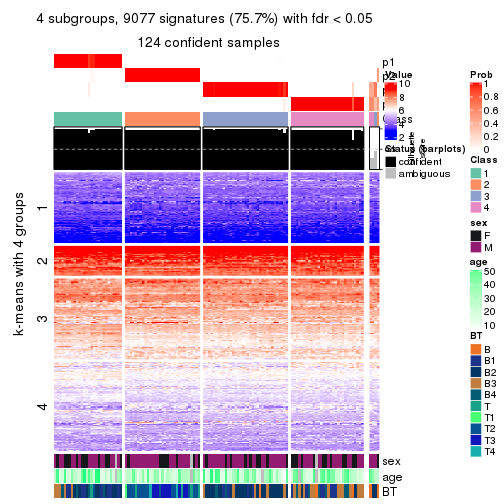 4 subgroups, 9077 signatures (75.7%) with fdr < 0.05
124 confident samples
p1
p2
Class
k-means with 4 groups
1
2
3
4
sex
age
BT
Value
10
8
6
4
2
Status (barplots)
confident
ambiguous
Prob
1
0.8
0.6
0.4
0.2
0
Class
1
2
3
4
sex
F
M
age
50
40
30
20
10
BT
B
B1
B2
B3
B4
T
T1
T2
T3
T4